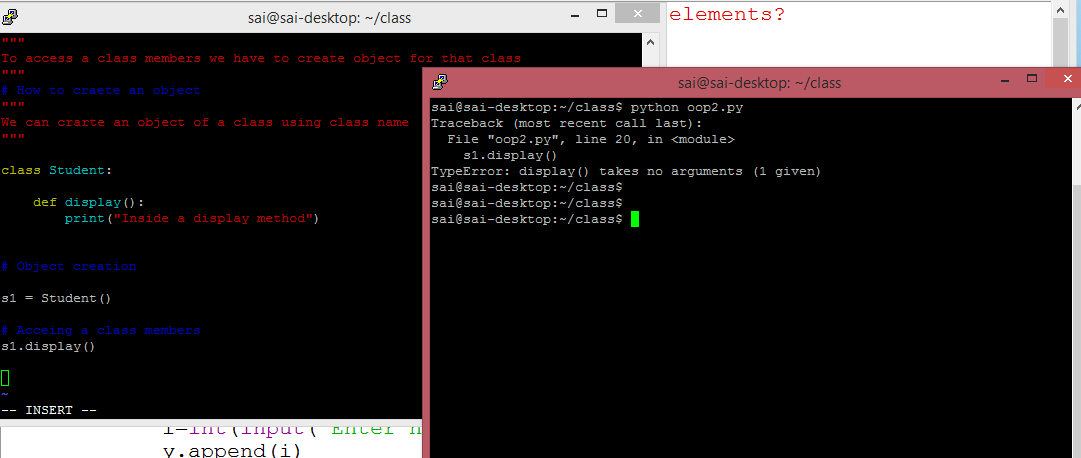 sai@sai-desktop: ~/class
elements?
"""
To access a class members we have to create object for that class
"""
# How to craete an object
"""
We can crarte an object of a class using class name
"""
class Student:
def display():
print("Inside a display method")
# Object creation
s1 = Student()
# Acceing a class members
s1.display()
~
-- INSERT --
sai@sai-desktop: ~/class
sai@sai-desktop:~/class$ python oop2.py
Traceback (most recent call last):
File "oop2.py", line 20, in <module>
s1.display()
TypeError: display() takes no arguments (1 given)
sai@sai-desktop:~/class$
sai@sai-desktop:~/class$
sai@sai-desktop:~/class$
i=int(input("Enter n
y.append(i)